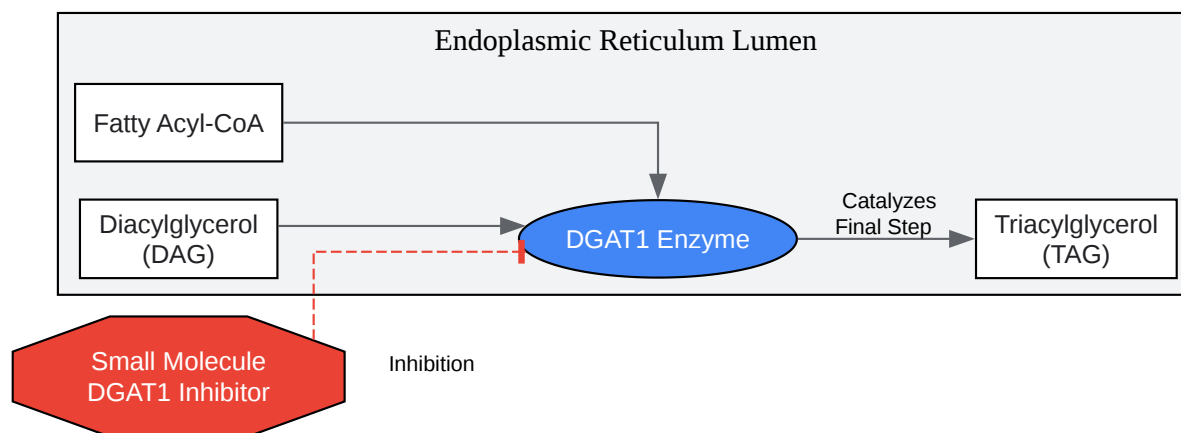 Endoplasmic Reticulum Lumen
Fatty Acyl-CoA
Diacylglycerol
(DAG)
DGAT1 Enzyme
Catalyzes
Final Step
Triacylglycerol
(TAG)
Small Molecule
DGAT1 Inhibitor
Inhibition